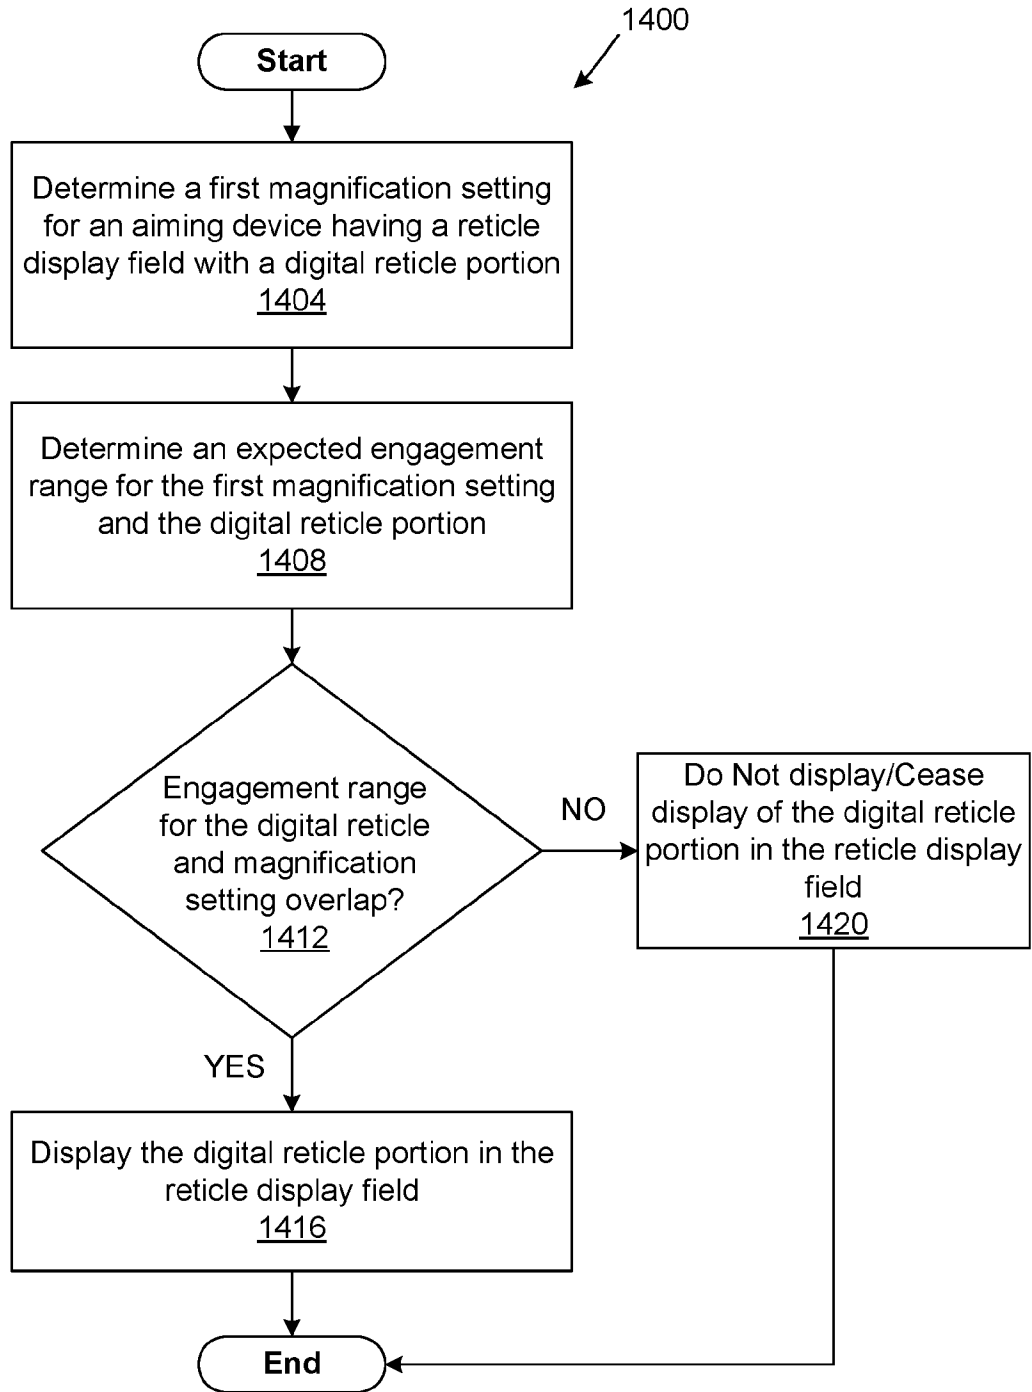 1400
Start
Determine a first magnification setting
for an aiming device having a reticle
display field with a digital reticle portion
1404
Determine an expected engagement
range for the first magnification setting
and the digital reticle portion
1408
Engagement range
for the digital reticle
and magnification
setting overlap?
1412
NO
Do Not display/Cease
display of the digital reticle
portion in the reticle display
field
1420
YES
Display the digital reticle portion in the
reticle display field
1416
End